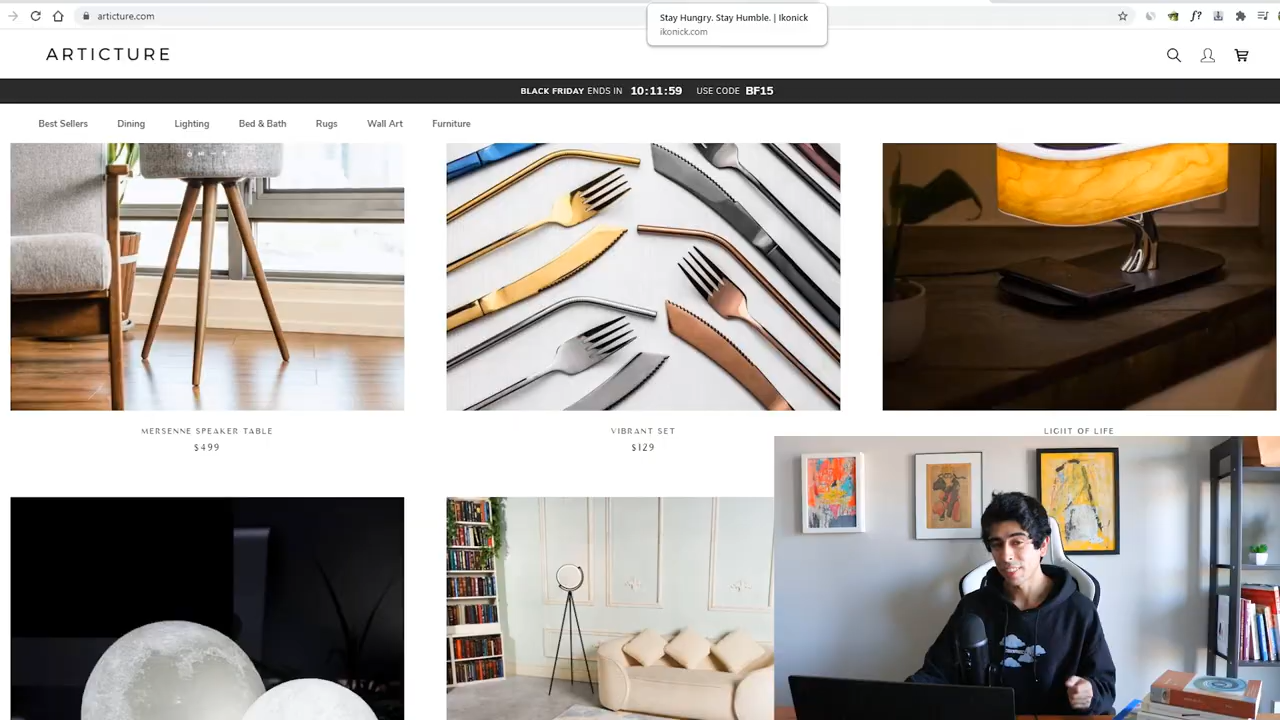 articture.com
Stay Hungry. Stay Humble. | Ikonick
ikonick.com
f?
ARTICTURE
BLACK FRIDAY ENDS IN 10:11:59 USE CODE BF15
Best Sellers Dining Lighting Bed & Bath Rugs Wall Art Furniture
MERSENNE SPEAKER TABLE
$499
VIBRANT SET
$129
LIGHT OF LIFE